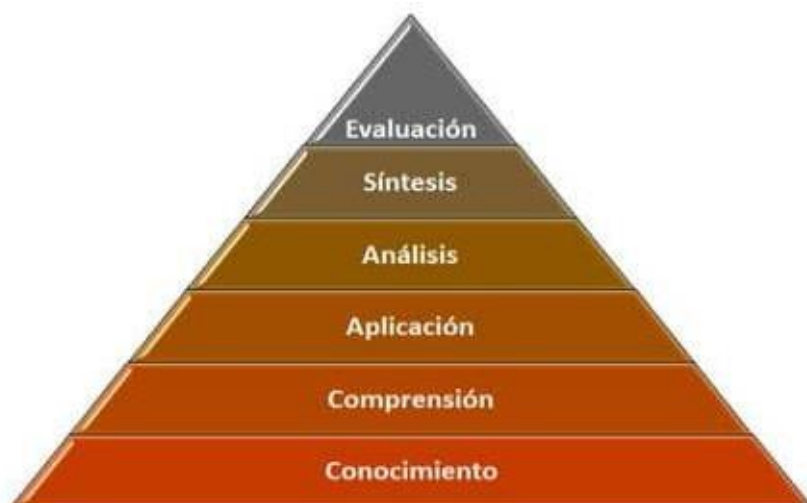 Evaluación
Síntesis
Análisis
Aplicación
Comprensión
Conocimiento